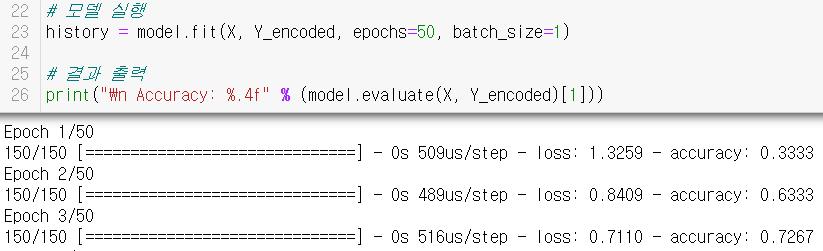 22 # 모델 실행
23 history = model.fit(X, Y_encoded, epochs=50, batch_size=1)
24
25 # 결과 출력
26 print("₩n Accuracy: %.4f" % (model.evaluate(X, Y_encoded)[1]))
Epoch 1/50
150/150 [==============================] - 0s 509us/step - loss: 1.3259 - accuracy: 0.3333
Epoch 2/50
150/150 [==============================] - 0s 489us/step - loss: 0.8409 - accuracy: 0.6333
Epoch 3/50
150/150 [==============================] - 0s 516us/step - loss: 0.7110 - accuracy: 0.7267